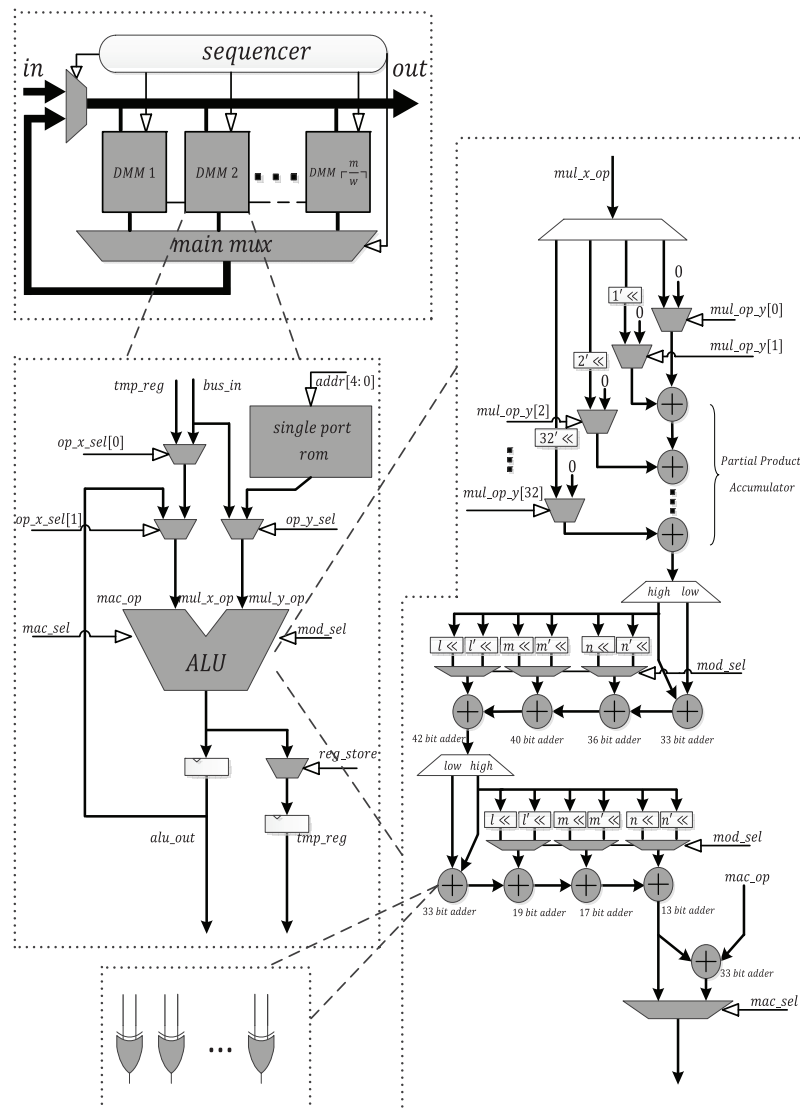 sequencer
in
out
DMM 1
DMM 2
DMM ⌈m/w⌉
main mux
tmp_reg
bus_in
addr[4:0]
single port
rom
op_x_sel[0]
op_x_sel[1]
op_y_sel
mac_op
mul_x_op
mul_y_op
mac_sel
mod_sel
ALU
reg_store
alu_out
tmp_reg
mul_x_op
0
1' ≪
0
mul_op_y[0]
mul_op_y[1]
2' ≪
0
mul_op_y[2]
32' ≪
0
mul_op_y[32]
Partial Product
Accumulator
high low
l ≪ l' ≪ m ≪ m' ≪ n ≪ n' ≪
mod_sel
42 bit adder
40 bit adder
36 bit adder
33 bit adder
low high
l ≪ l' ≪ m ≪ m' ≪ n ≪ n' ≪
mod_sel
mac_op
33 bit adder
19 bit adder
17 bit adder
13 bit adder
33 bit adder
mac_sel